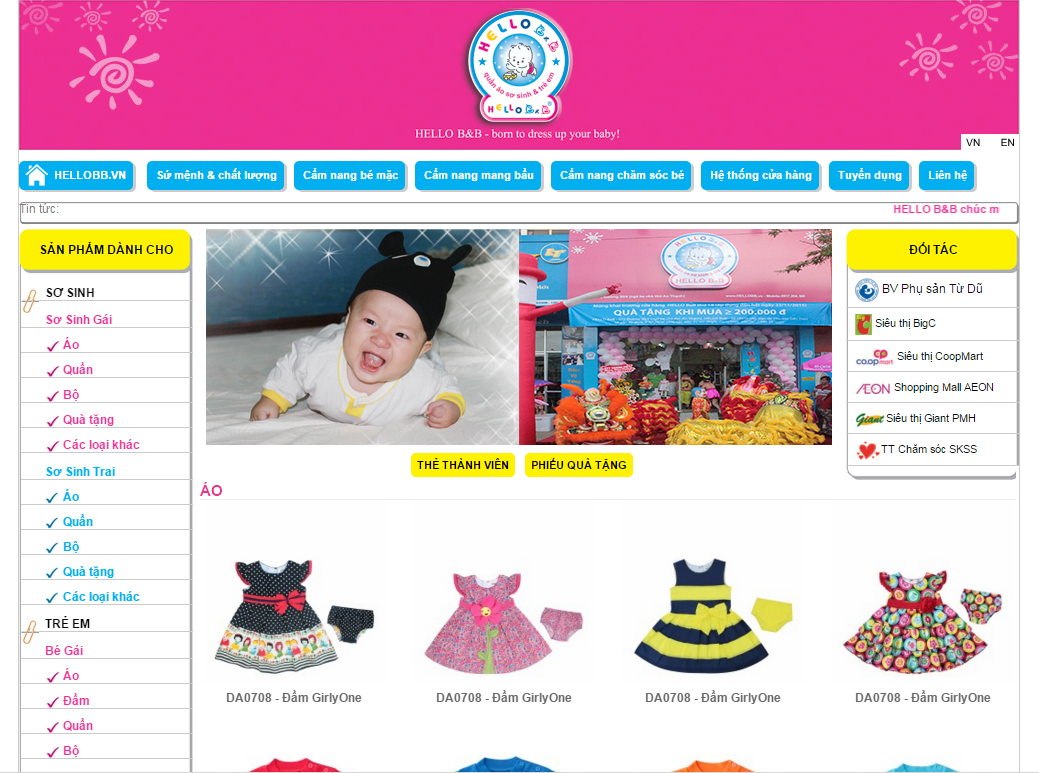 HELLO B&B
quần áo sơ sinh & trẻ em
HELLO B&B
HELLO B&B - born to dress up your baby!
VN EN
HELLOBB.VN Sứ mệnh & chất lượng Cẩm nang bé mặc Cẩm nang mang bầu Cẩm nang chăm sóc bé Hệ thống cửa hàng Tuyển dụng Liên hệ
Tin tức: HELLO B&B chúc m
SẢN PHẨM DÀNH CHO
SƠ SINH
Sơ Sinh Gái
Áo
Quần
Bộ
Quà tặng
Các loại khác
Sơ Sinh Trai
Áo
Quần
Bộ
Quà tặng
Các loại khác
TRẺ EM
Bé Gái
Áo
Đầm
Quần
Bộ
HELLO B&B
QUÀ TẶNG KHI MUA ≥ 200.000 đ
THẺ THÀNH VIÊN PHIẾU QUÀ TẶNG
ĐỐI TÁC
BV Phụ sản Từ Dũ
Siêu thị BigC
co.opmart Siêu thị CoopMart
AEON Shopping Mall AEON
Giant Siêu thị Giant PMH
TT Chăm sóc SKSS
ÁO
DA0708 - Đầm GirlyOne DA0708 - Đầm GirlyOne DA0708 - Đầm GirlyOne DA0708 - Đầm GirlyOne